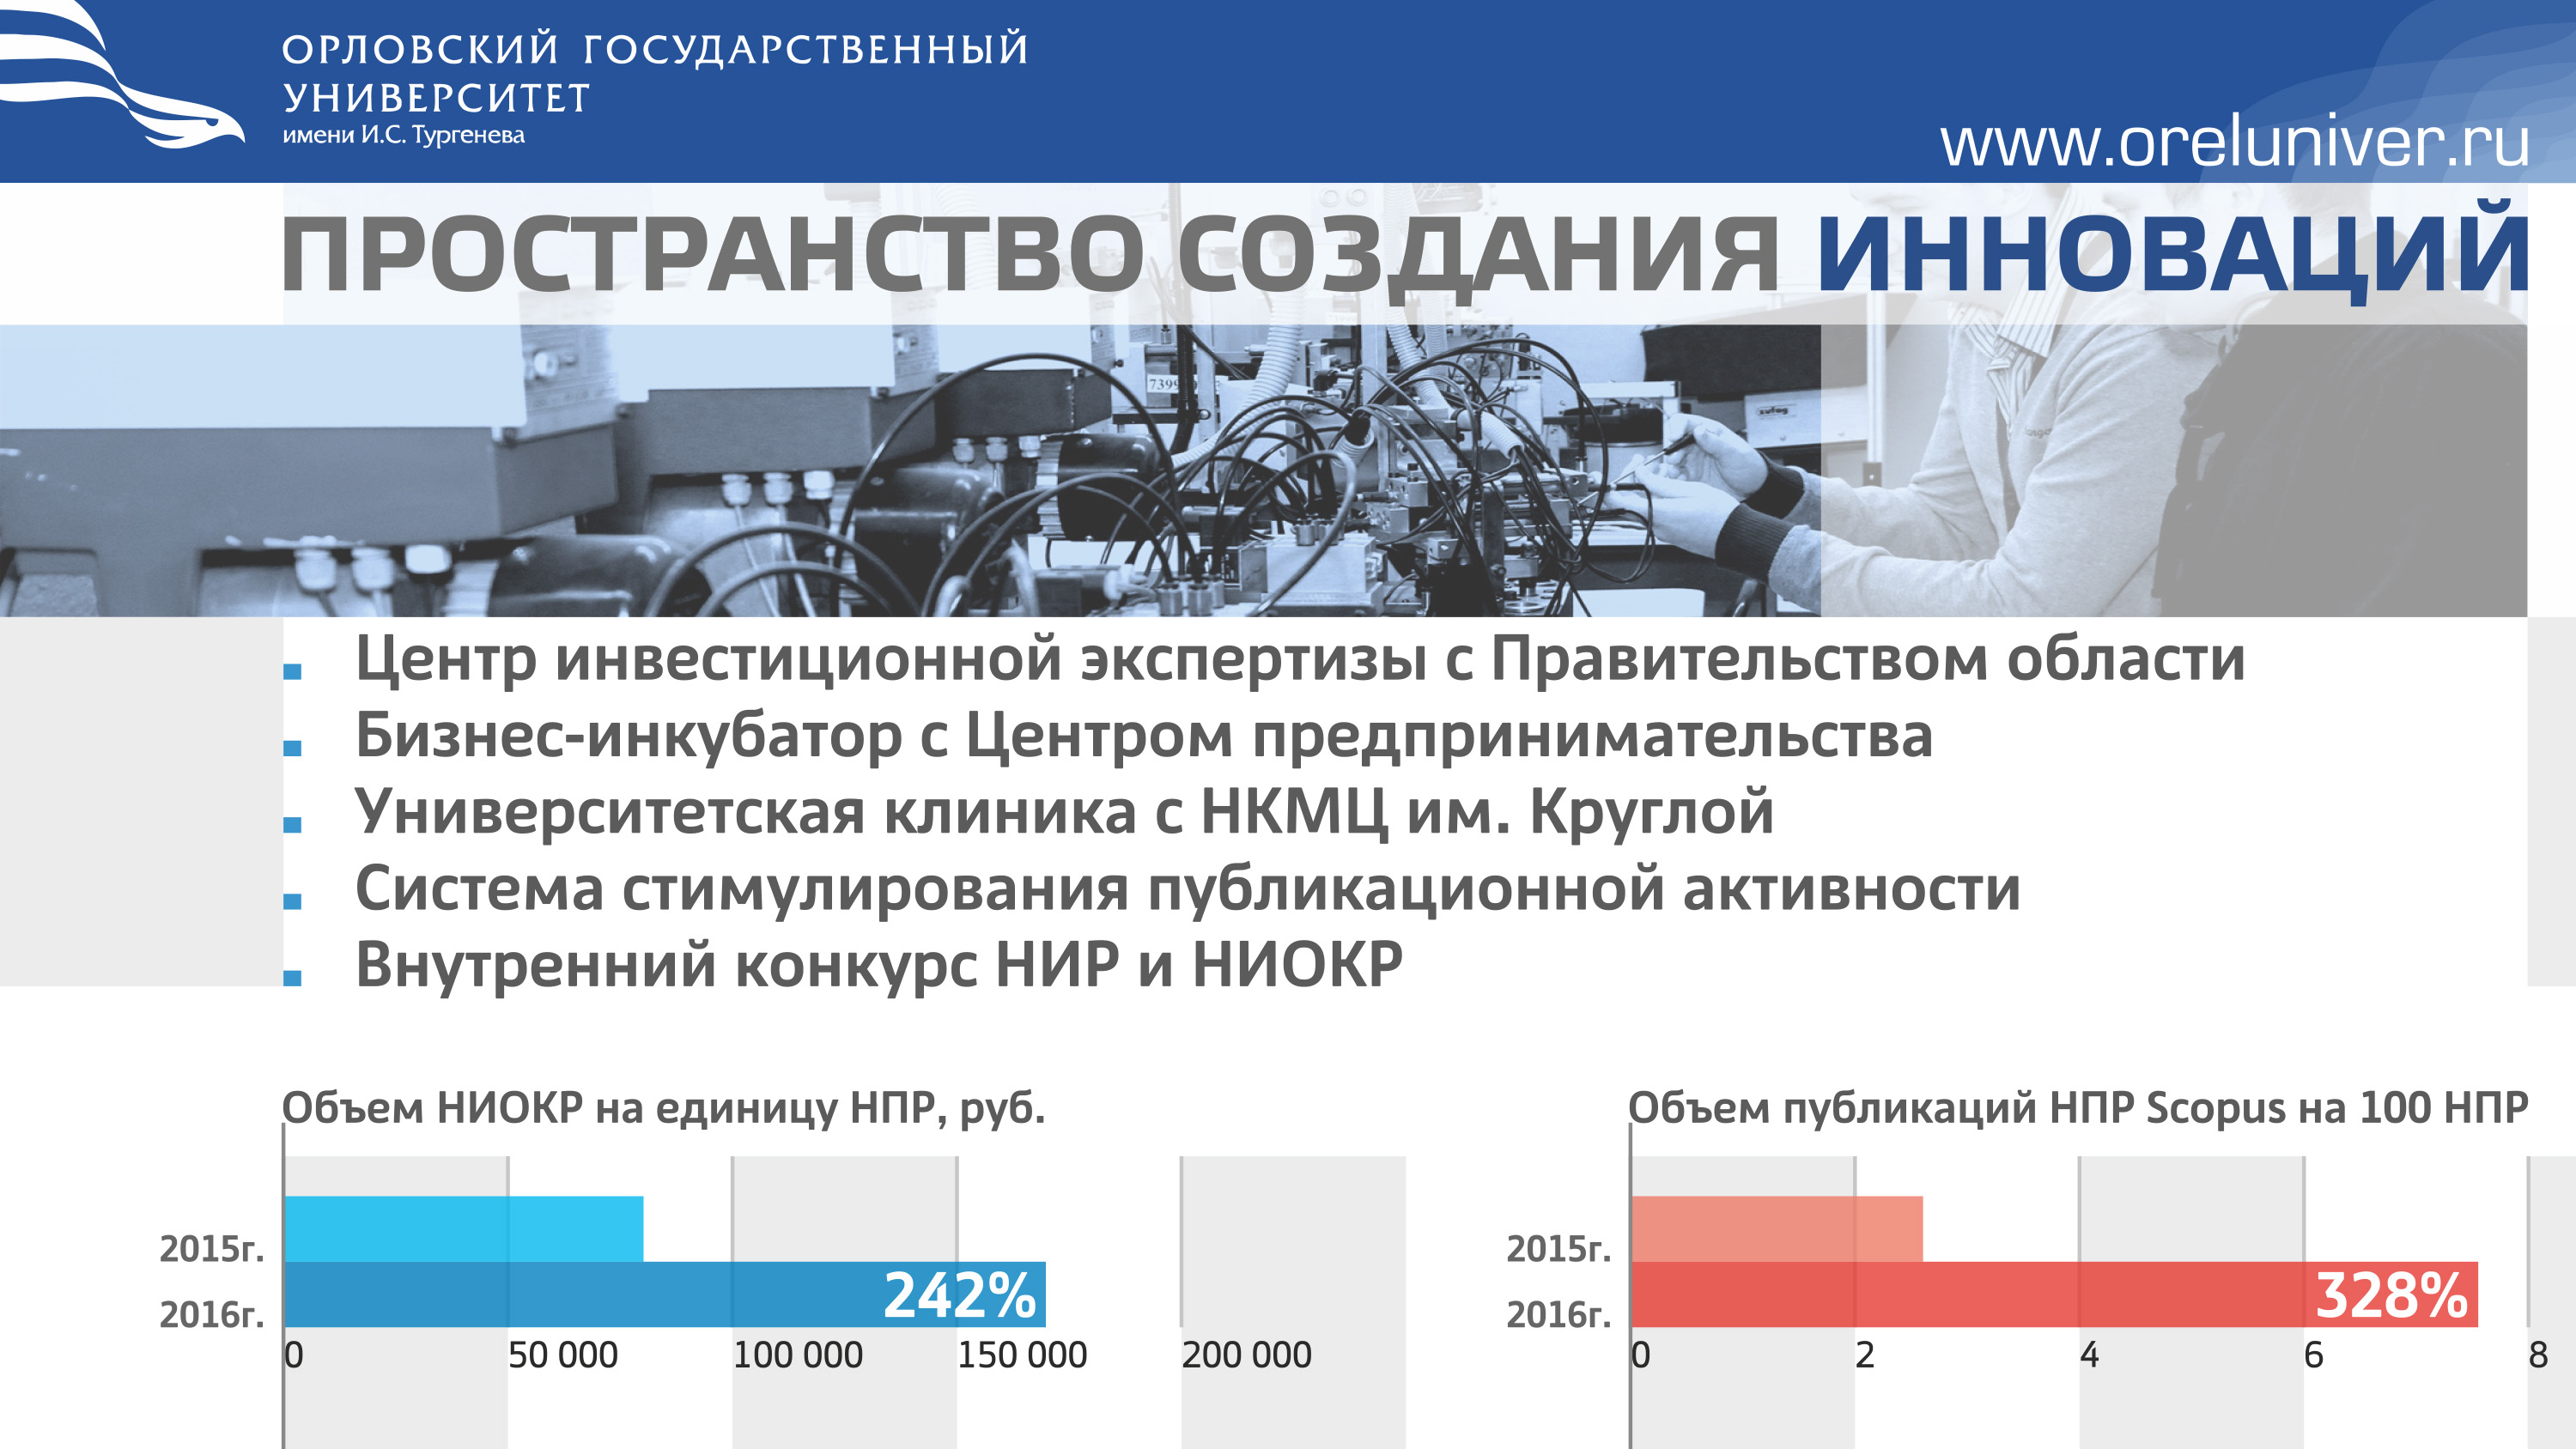 ОРЛОВСКИЙ ГОСУДАРСТВЕННЫЙ
УНИВЕРСИТЕТ
имени И.С. Тургенева
www.oreluniver.ru
ПРОСТРАНСТВО СОЗДАНИЯ ИННОВАЦИЙ
Центр инвестиционной экспертизы с Правительством области
Бизнес-инкубатор с Центром предпринимательства
Университетская клиника с НКМЦ им. Круглой
Система стимулирования публикационной активности
Внутренний конкурс НИР и НИОКР
Объем НИОКР на единицу НПР, руб.
2015г.
2016г.
242%
0 50 000 100 000 150 000 200 000
Объем публикаций НПР Scopus на 100 НПР
2015г.
2016г.
328%
0 2 4 6 8